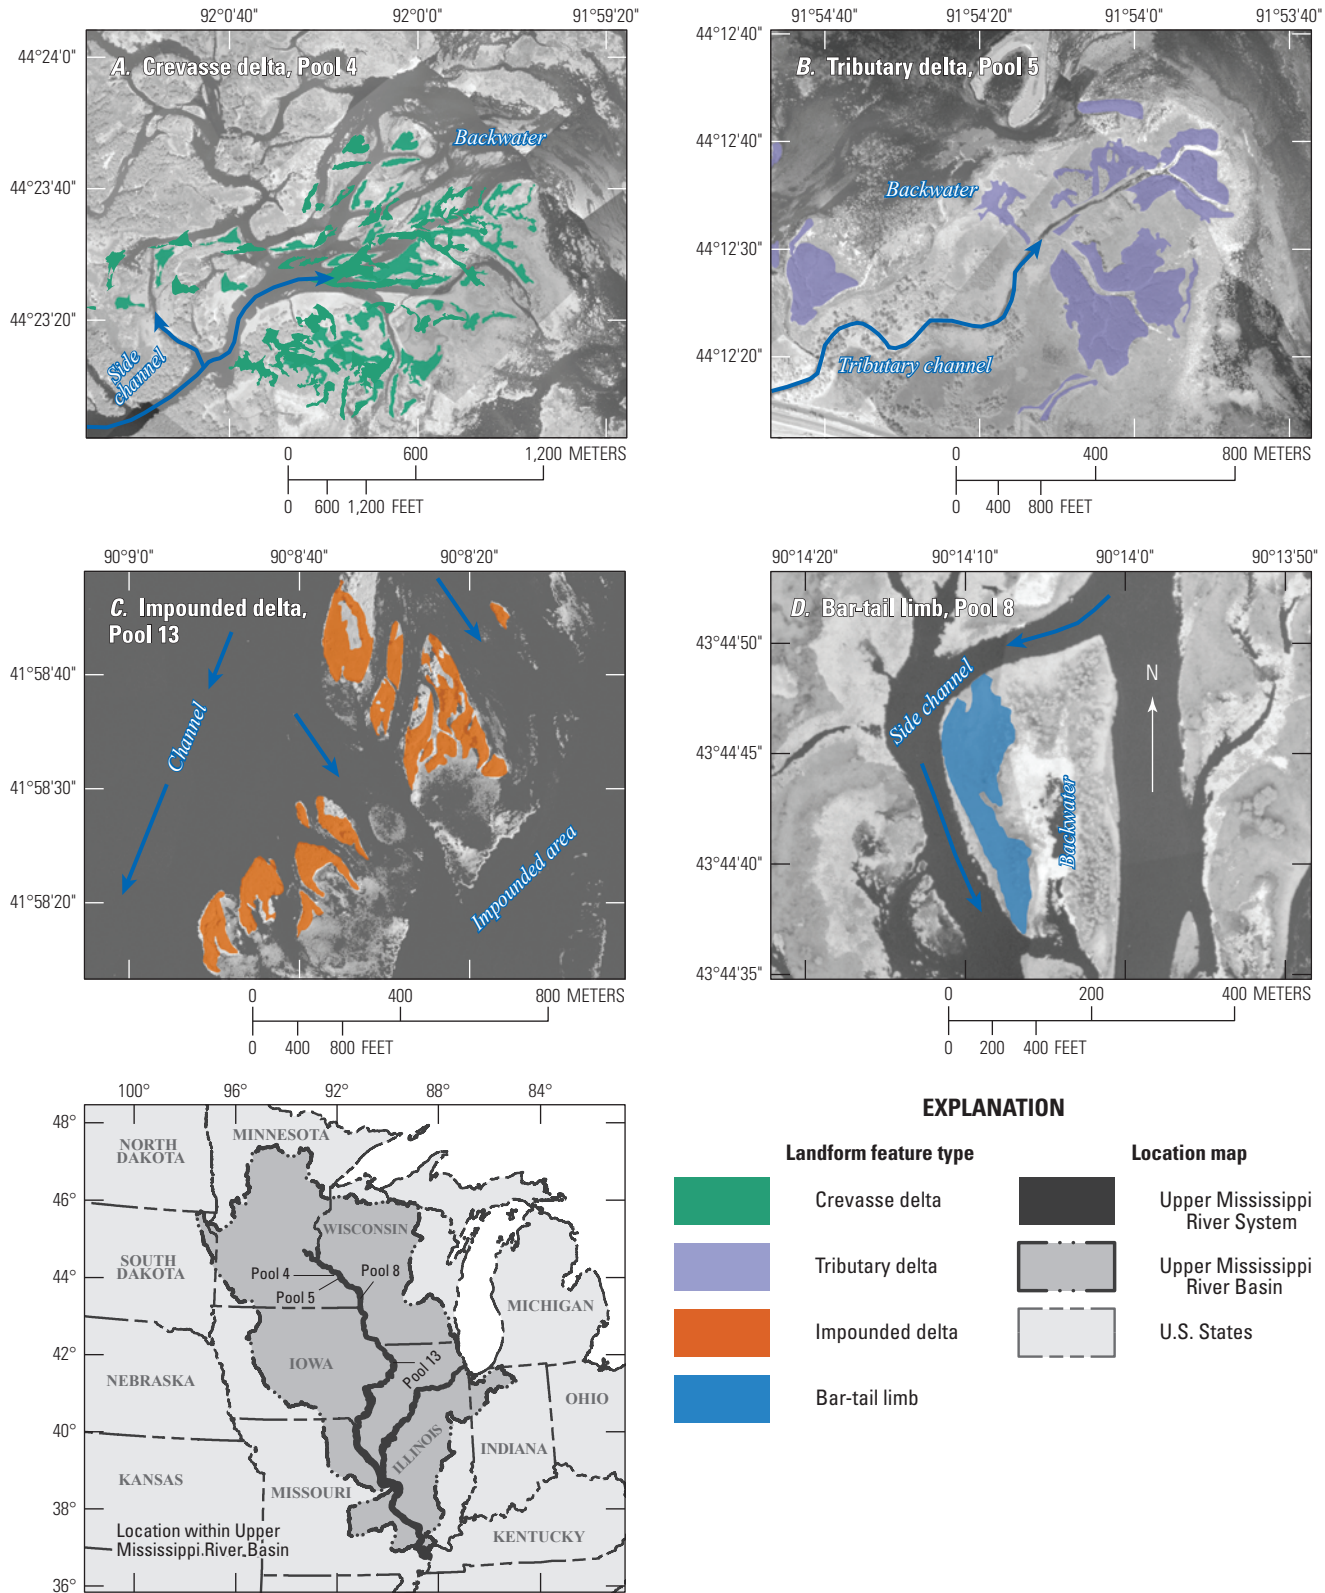 92°0'40" 92°0'0" 91°59'20"
44°24'0"
44°23'40"
44°23'20"
A. Crevasse delta, Pool 4
Backwater
Side
channel
0 600 1,200 METERS
0 600 1,200 FEET
91°54'40" 91°54'20" 91°54'0" 91°53'40"
44°12'40"
44°12'40"
44°12'30"
44°12'20"
B. Tributary delta, Pool 5
Backwater
Tributary channel
0 400 800 METERS
0 400 800 FEET
90°9'0" 90°8'40" 90°8'20"
41°58'40"
41°58'30"
41°58'20"
C. Impounded delta,
Pool 13
Channel
Impounded area
0 400 800 METERS
0 400 800 FEET
90°14'20" 90°14'10" 90°14'0" 90°13'50"
43°44'50"
43°44'45"
43°44'40"
43°44'35"
D. Bar-tail limb, Pool 8
N
Side channel
Backwater
0 200 400 METERS
0 200 400 FEET
100° 96° 92° 88° 84°
48°
46°
44°
42°
40°
38°
36°
NORTH
DAKOTA
MINNESOTA
WISCONSIN
SOUTH
DAKOTA
Pool 4
Pool 8
Pool 5
MICHIGAN
IOWA
Pool 13
NEBRASKA
OHIO
ILLINOIS
INDIANA
KANSAS
MISSOURI
KENTUCKY
Location within Upper
Mississippi River Basin
EXPLANATION
Landform feature type
Crevasse delta
Tributary delta
Impounded delta
Bar-tail limb
Location map
Upper Mississippi
River System
Upper Mississippi
River Basin
U.S. States